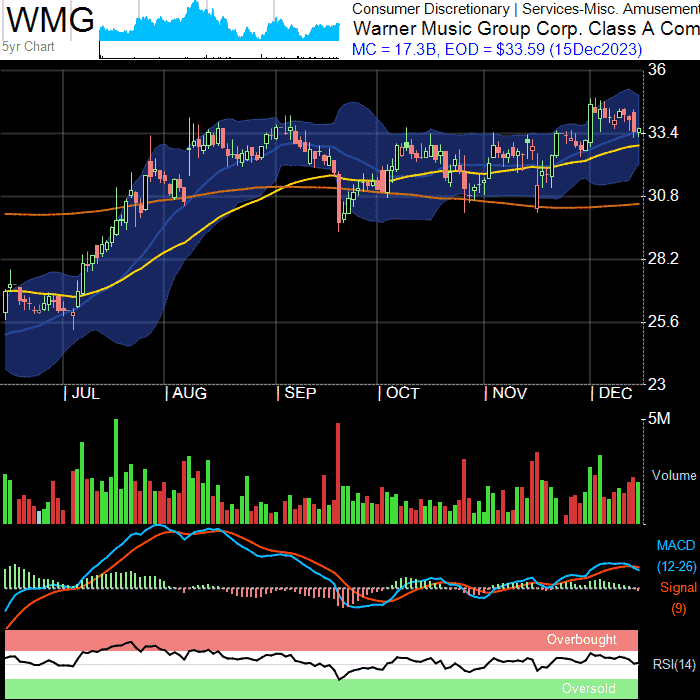 WMG
5yr Chart
Consumer Discretionary | Services-Misc. Amusement
Warner Music Group Corp. Class A Com
MC = 17.3B, EOD = $33.59 (15Dec2023)
36
33.4
30.8
28.2
25.6
23
| JUL | AUG | SEP | OCT | NOV | DEC
5M
Volume
MACD
(12-26)
Signal
(9)
Overbought
RSI(14)
Oversold